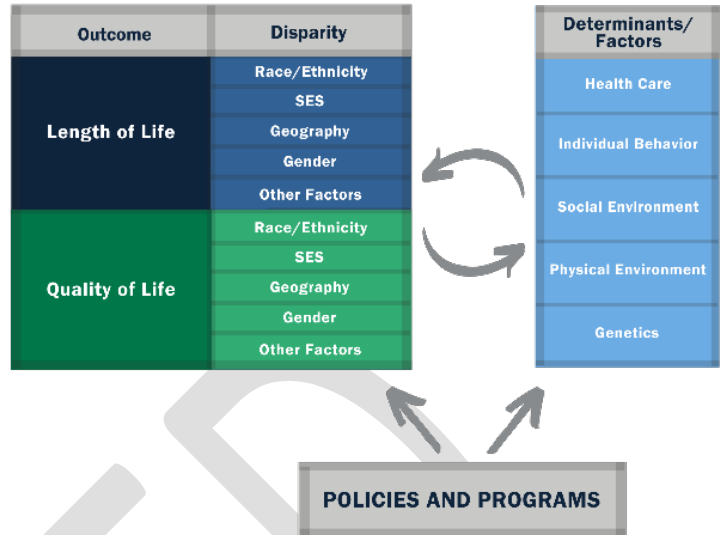 Outcome
Disparity
Length of Life
Race/Ethnicity
SES
Geography
Gender
Other Factors
Quality of Life
Race/Ethnicity
SES
Geography
Gender
Other Factors
Determinants/
Factors
Health Care
Individual Behavior
Social Environment
Physical Environment
Genetics
POLICIES AND PROGRAMS